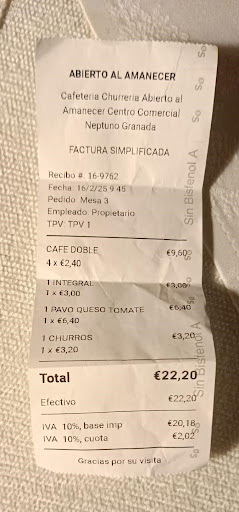 ABIERTO AL AMANECER
Cafeteria Churreria Abierto al
Amanecer Centro Comercial
Neptuno Granada
FACTURA SIMPLIFICADA
Recibo #: 16-9762
Fecha: 16/2/25 9:45
Pedido: Mesa 3
Empleado: Propietario
TPV: TPV 1
CAFE DOBLE €9,60
4 x €2,40
1 INTEGRAL €3,00
1 x €3,00
1 PAVO QUESO TOMATE €6,40
1 x €6,40
1 CHURROS €3,20
1 x €3,20
Total €22,20
Efectivo €22,20
IVA 10%, base imp €20,18
IVA 10%, cuota €2,02
Gracias por su visita
Sin Bisfenol A
Sin Bisfenol A